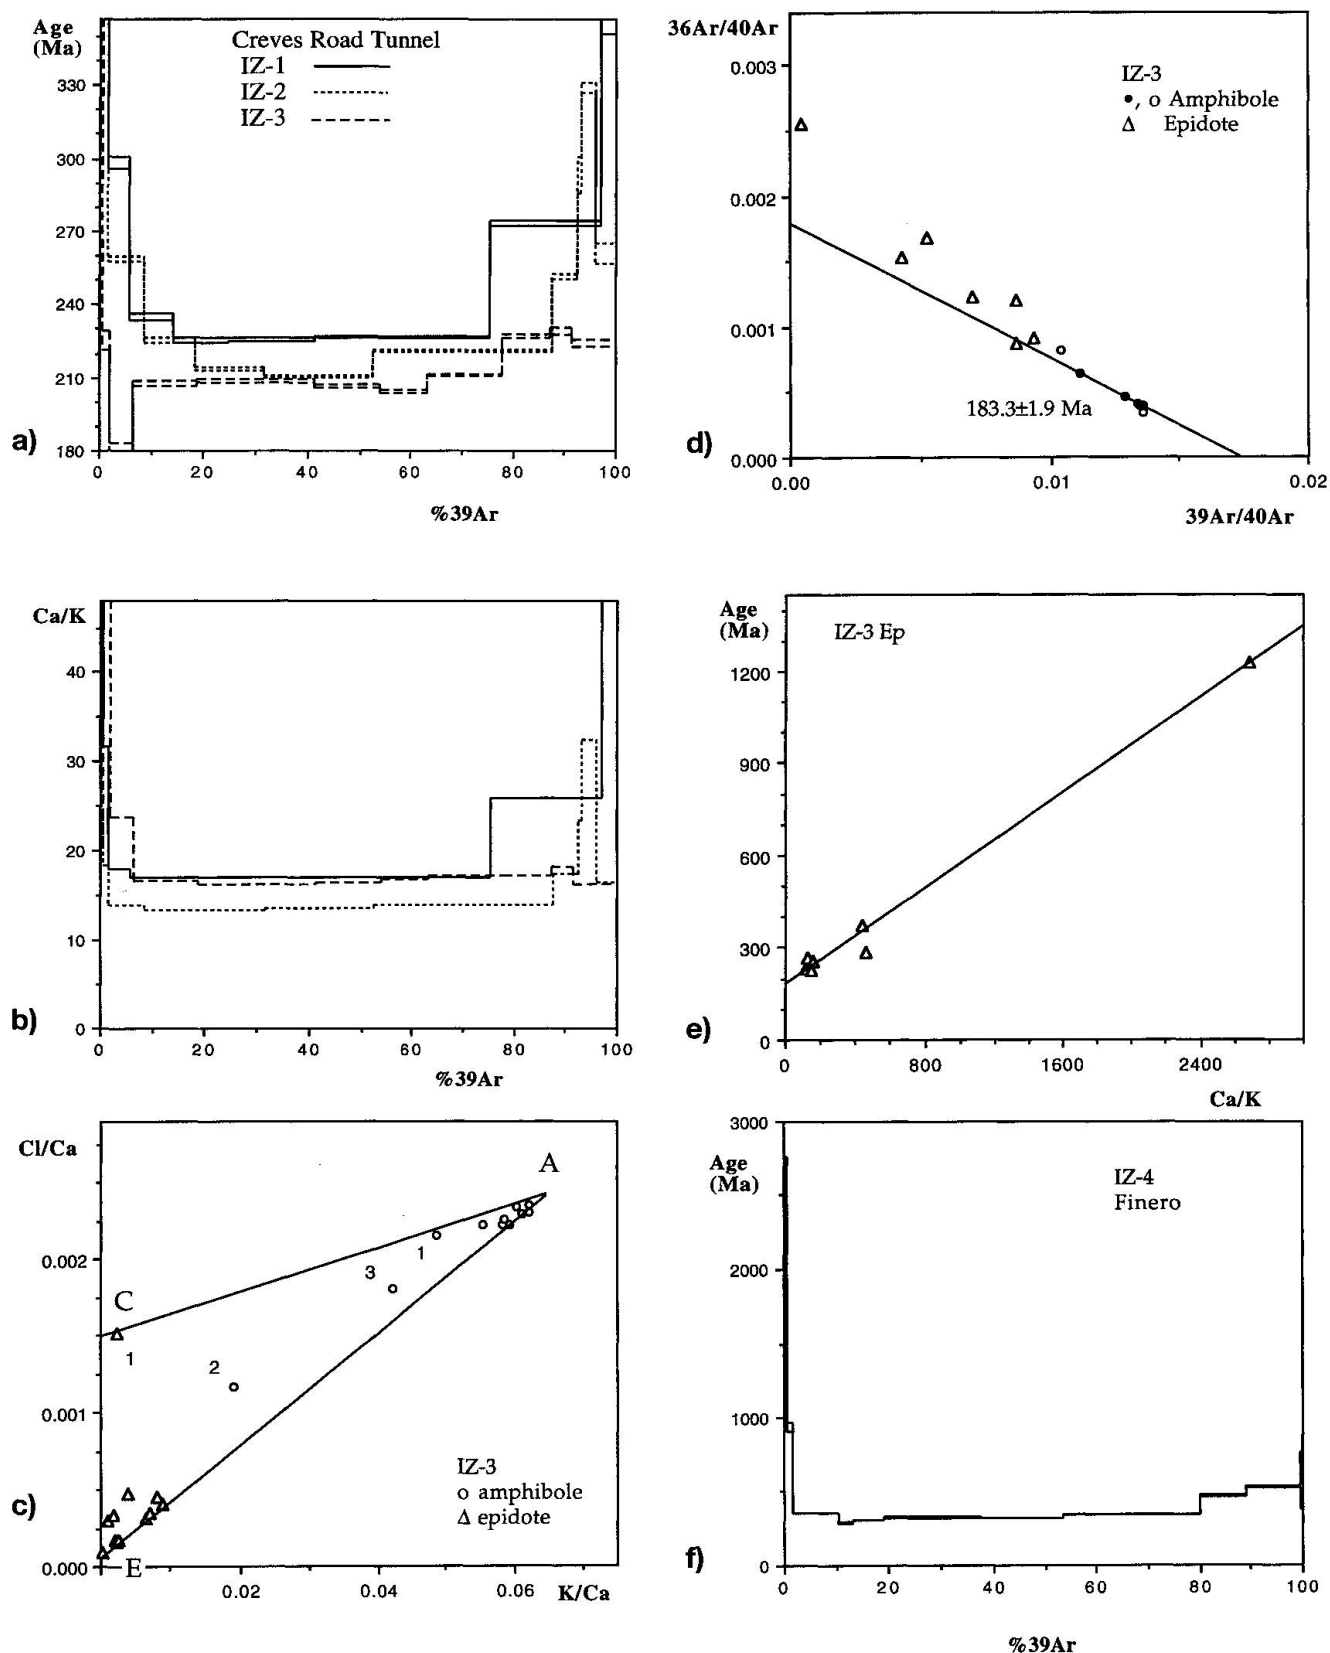 Age
(Ma)
Creves Road Tunnel
IZ-1
IZ-2
IZ-3
330
300
270
240
210
180
0 20 40 60 80 100
%39Ar
a)
36Ar/40Ar
0.003
0.002
0.001
0.000
IZ-3
•, o Amphibole
Δ Epidote
183.3±1.9 Ma
0.00 0.01 0.02
39Ar/40Ar
d)
Ca/K
40
30
20
10
0
0 20 40 60 80 100
%39Ar
b)
Age
(Ma)
IZ-3 Ep
1200
900
600
300
0
0 800 1600 2400
Ca/K
e)
Cl/Ca
A
0.002
1
3
C
1
2
0.001
IZ-3
o amphibole
Δ epidote
0.000
E
0.02 0.04 0.06 K/Ca
c)
3000
Age
(Ma)
IZ-4
Finero
2000
1000
0
0 20 40 60 80 100
%39Ar
f)